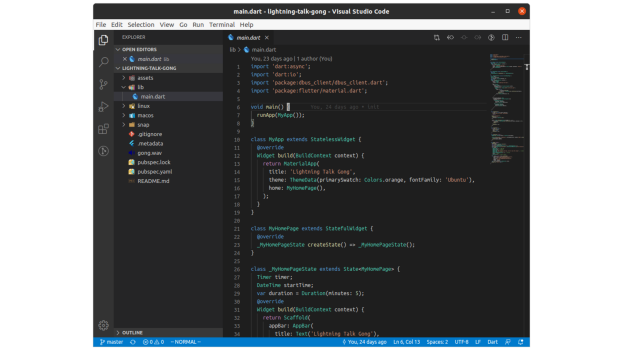 main.dart - lightning-talk-gong - Visual Studio Code
File Edit Selection View Go Run Terminal Help
EXPLORER
OPEN EDITORS
main.dart lib
LIGHTNING-TALK-GONG
assets
lib
main.dart
linux
macos
snap
.gitignore
.metadata
gong.wav
pubspec.lock
pubspec.yaml
README.md
OUTLINE
main.dart
lib > main.dart
You, 23 days ago | 1 author (You)
1 import 'dart:async';
2 import 'dart:io';
3 import 'package:dbus_client/dbus_client.dart';
4 import 'package:flutter/material.dart';
5
6 void main() { You, 24 days ago • init
7 runApp(MyApp());
8 }
9
10 class MyApp extends StatelessWidget {
11 @override
12 Widget build(BuildContext context) {
13 return MaterialApp(
14 title: 'Lightning Talk Gong',
15 theme: ThemeData(primarySwatch: Colors.orange, fontFamily: 'Ubuntu'),
16 home: MyHomePage(),
17 );
18 }
19 }
20
21 class MyHomePage extends StatefulWidget {
22 @override
23 _MyHomePageState createState() => _MyHomePageState();
24 }
25
26 class _MyHomePageState extends State<MyHomePage> {
27 Timer timer;
28 DateTime startTime;
29 var duration = Duration(minutes: 5);
30 @override
31 Widget build(BuildContext context) {
32 return Scaffold(
33 appBar: AppBar(
34 title: Text('Lightning Talk Gong'),
master 0 0 --NORMAL-- You, 24 days ago Ln 6, Col 13 Spaces: 2 UTF-8 LF Dart